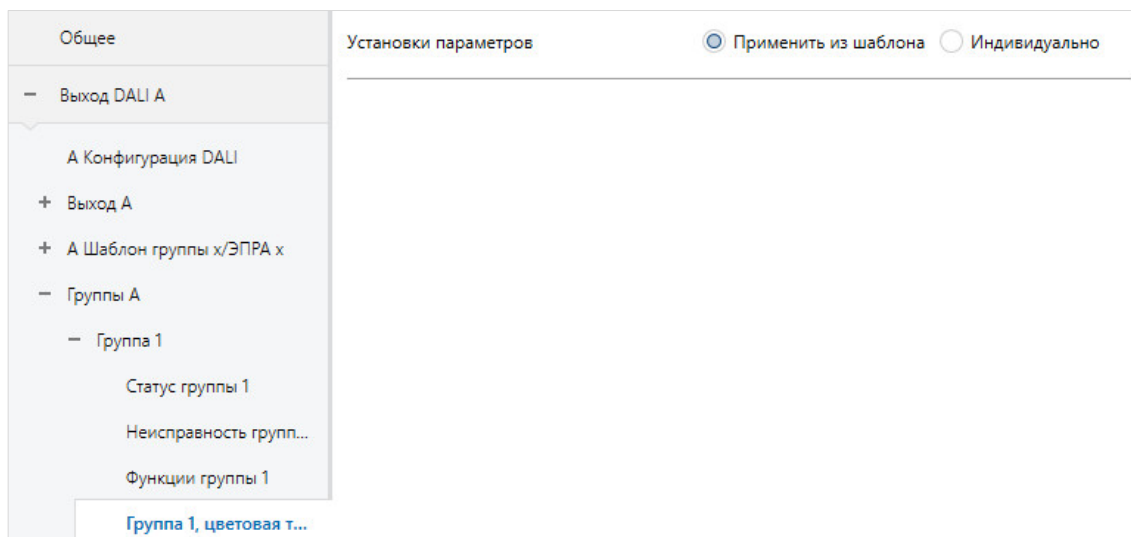 Общее
Установки параметров
Применить из шаблона
Индивидуально
Выход DALI A
А Конфигурация DALI
Выход А
А Шаблон группы x/ЭПРА x
Группы А
Группа 1
Статус группы 1
Неисправность групп...
Функции группы 1
Группа 1, цветовая т...